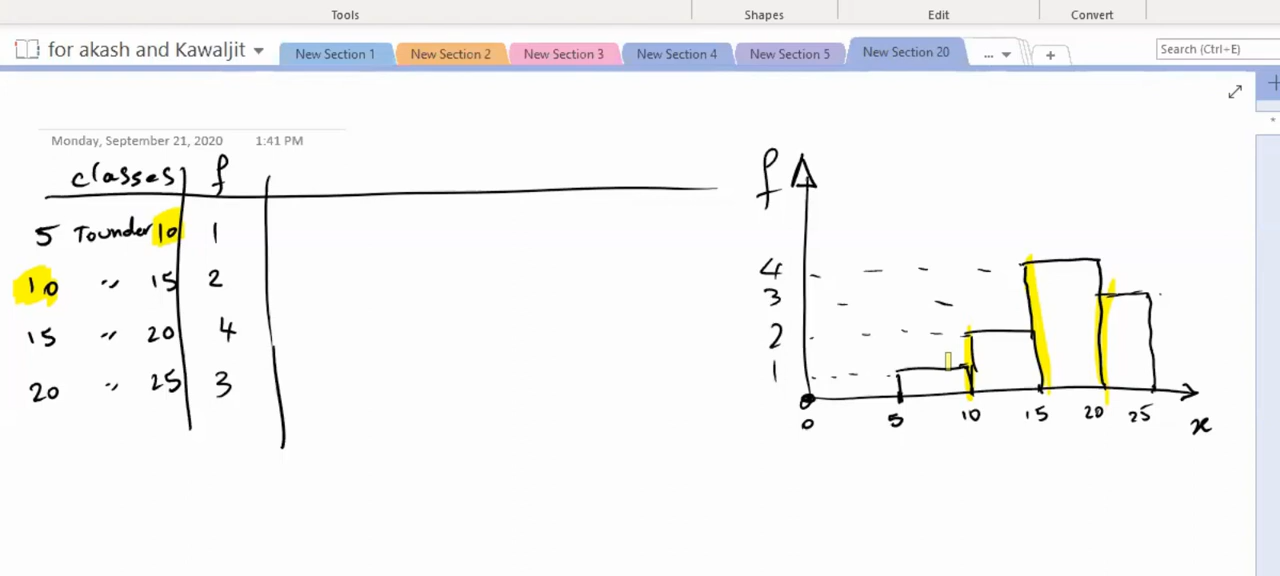 Tools Shapes Edit Convert
for akash and Kawaljit New Section 1 New Section 2 New Section 3 New Section 4 New Section 5 New Section 20 ... + Search (Ctrl+E)
Monday, September 21, 2020 1:41 PM
classes f
5 Tounder 10 1
10 " 15 2
15 " 20 4
20 " 25 3
f
4
3
2
1
0 5 10 15 20 25 x